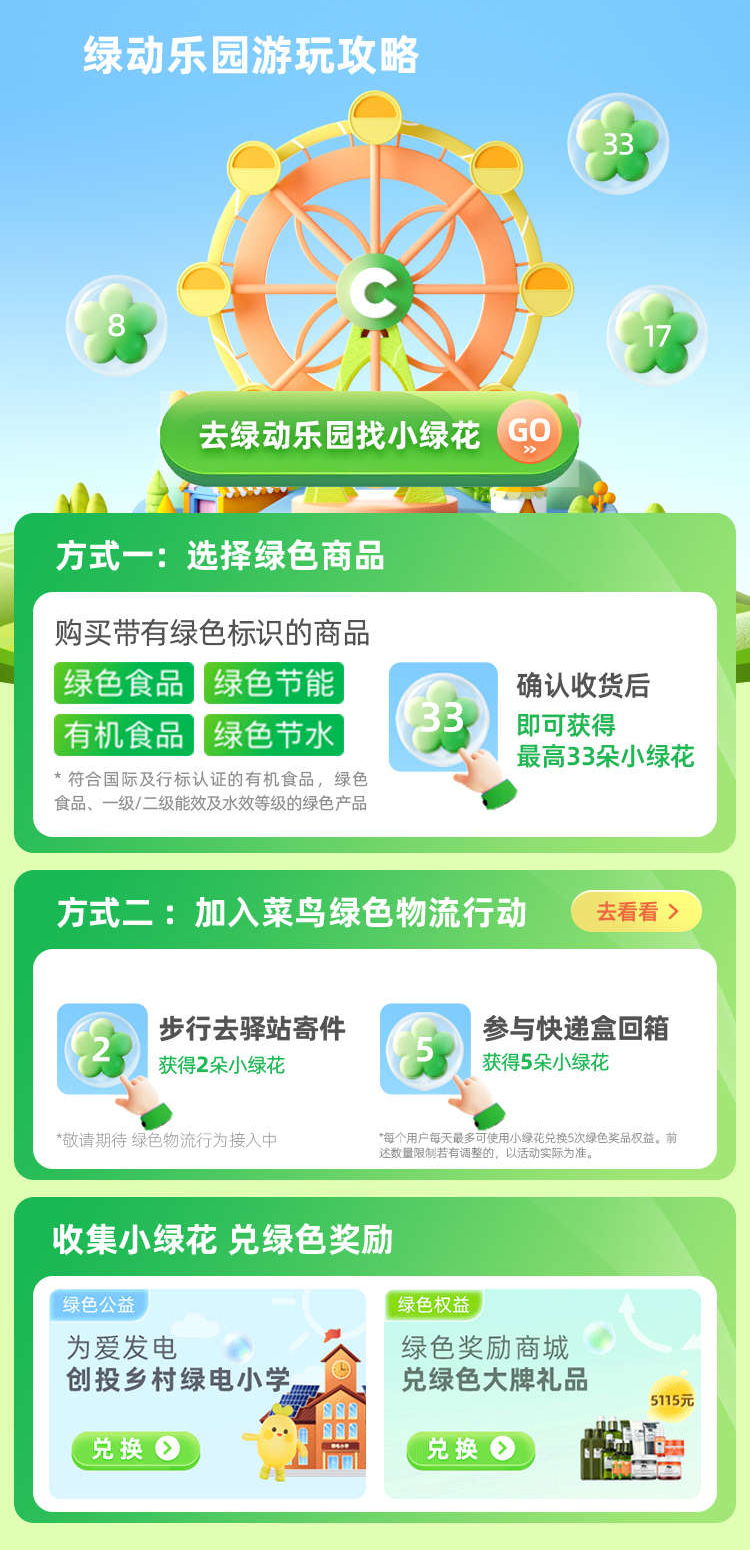 绿动乐园游玩攻略
33
8
17
C
去绿动乐园找小绿花 GO >>
方式一：选择绿色商品
购买带有绿色标识的商品
绿色食品 绿色节能
有机食品 绿色节水
* 符合国际及行标认证的有机食品，绿色
食品、一级/二级能效及水效等级的绿色产品
33
确认收货后
即可获得
最高33朵小绿花
方式二： 加入菜鸟绿色物流行动
去看看 >
2
步行去驿站寄件
获得2朵小绿花
*敬请期待 绿色物流行为接入中
5
参与快递盒回箱
获得5朵小绿花
*每个用户每天最多可使用小绿花兑换5次绿色奖品权益。前
述数量限制若有调整的，以活动实际为准。
收集小绿花 兑绿色奖励
绿色公益
为爱发电
创投乡村绿电小学
兑换 >
绿色权益
绿色奖励商城
兑绿色大牌礼品
5115元
兑换 >